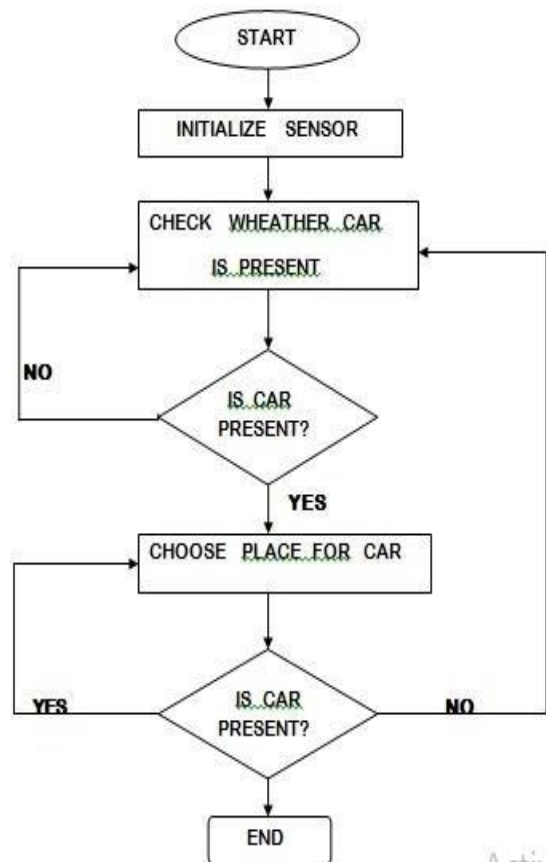 START
INITIALIZE SENSOR
CHECK WHEATHER CAR
IS PRESENT
NO
IS CAR
PRESENT?
YES
CHOOSE PLACE FOR CAR
YES
IS CAR
PRESENT?
NO
END